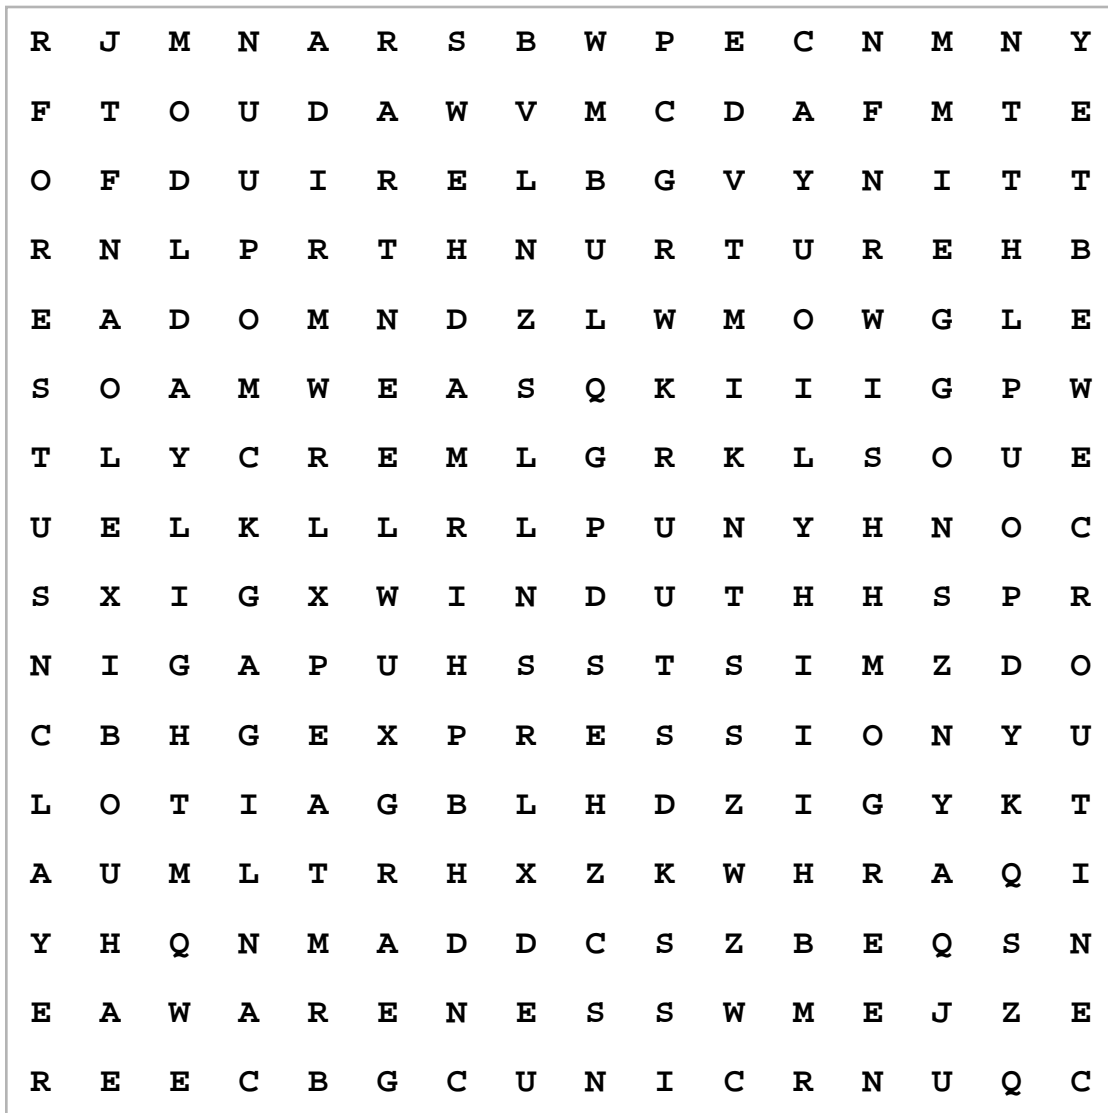 R J M N A R S B W P E C N M N Y
F T O U D A W V M C D A F M T E
O F D U I R E L B G V Y N I T T
R N L P R T H N U R T U R E H B
E A D O M N D Z L W M O W G L E
S O A M W E A S Q K I I I G P W
T L Y C R E M L G R K L S O U E
U E L K L L R L P U N Y H N O C
S X I G X W I N D U T H H S P R
N I G A P U H S S T S I M Z D O
C B H G E X P R E S S I O N Y U
L O T I A G B L H D Z I G Y K T
A U M L T R H X Z K W H R A Q I
Y H Q N M A D D C S Z B E Q S N
E A W A R E N E S S W M E J Z E
R E E C B G C U N I C R N U Q C